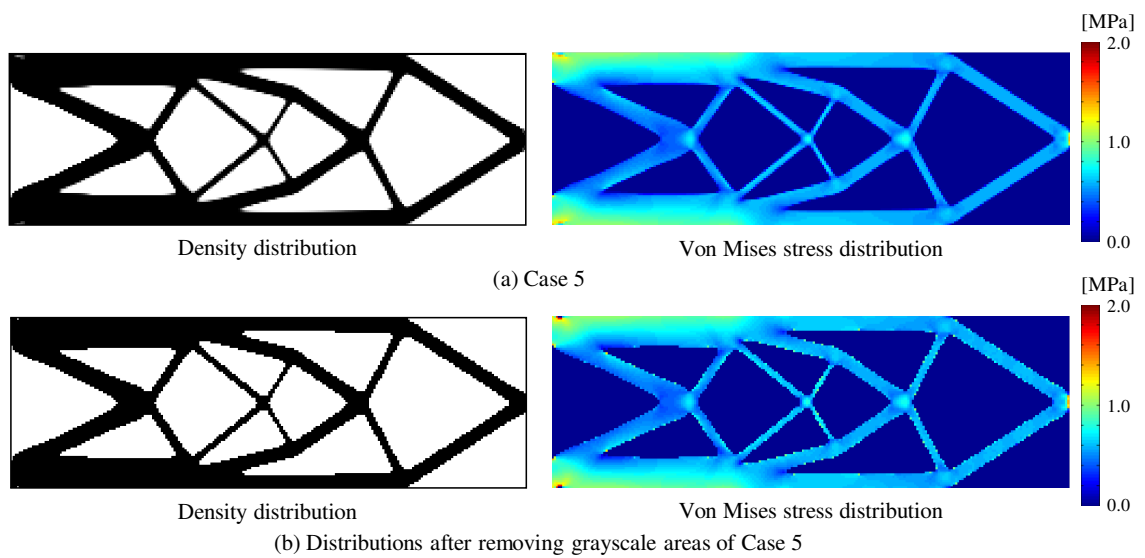 [MPa]
2.0
1.0
0.0
Density distribution
Von Mises stress distribution
(a) Case 5
[MPa]
2.0
1.0
0.0
Density distribution
Von Mises stress distribution
(b) Distributions after removing grayscale areas of Case 5